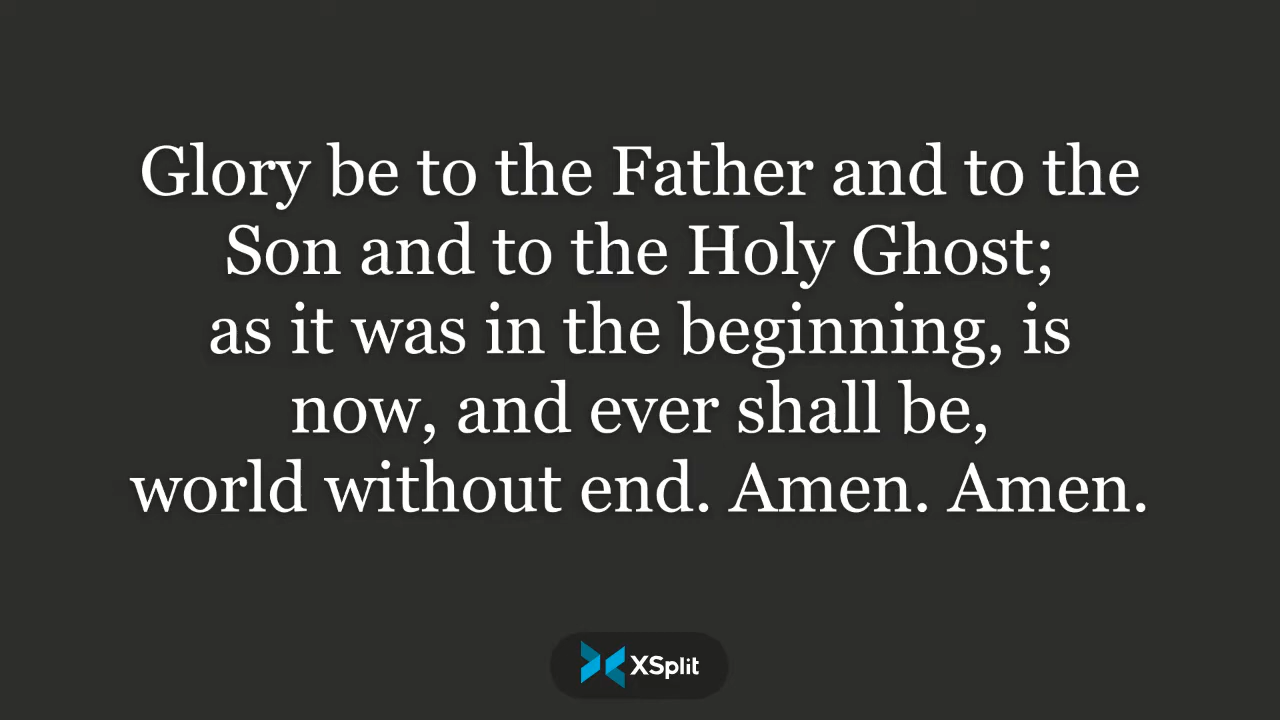 Glory be to the Father and to the
Son and to the Holy Ghost;
as it was in the beginning, is
now, and ever shall be,
world without end. Amen. Amen.
XSplit